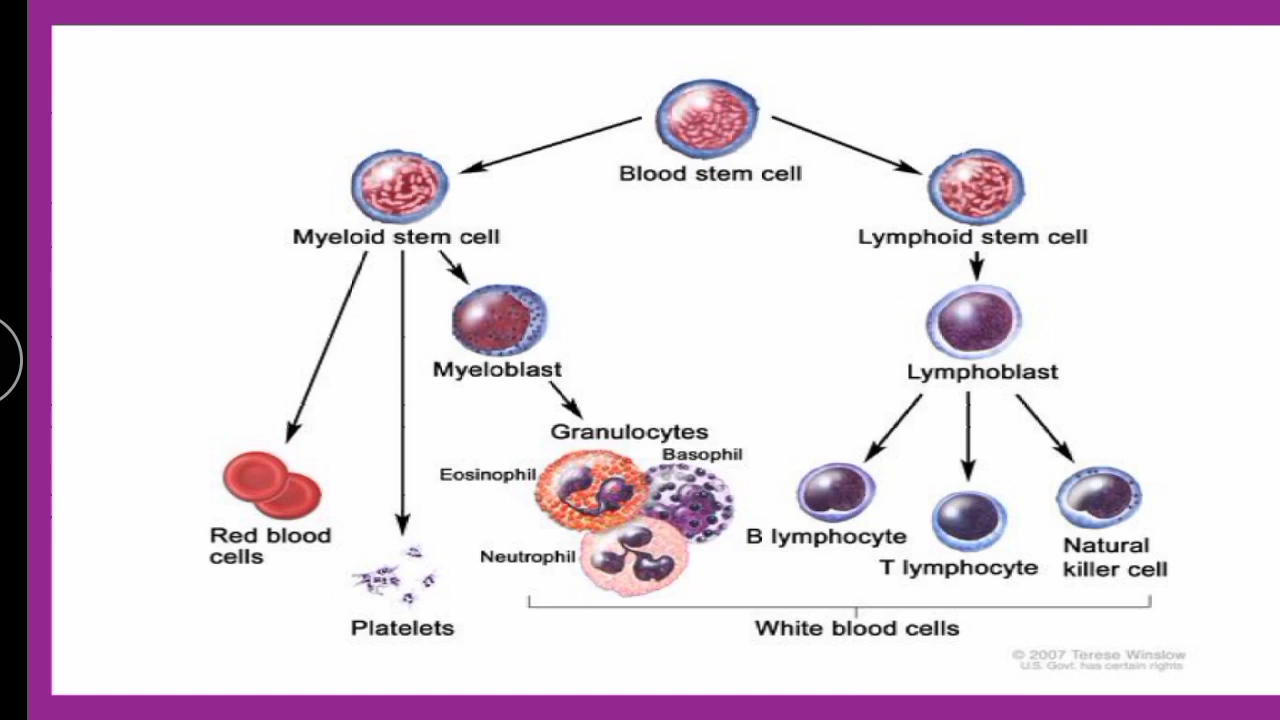 Blood stem cell
Myeloid stem cell
Lymphoid stem cell
Myeloblast
Lymphoblast
Granulocytes
Basophil
Eosinophil
Neutrophil
Red blood
cells
Platelets
B lymphocyte
T lymphocyte
Natural
killer cell
White blood cells
© 2007 Terese Winslow
U.S. Govt. has certain rights